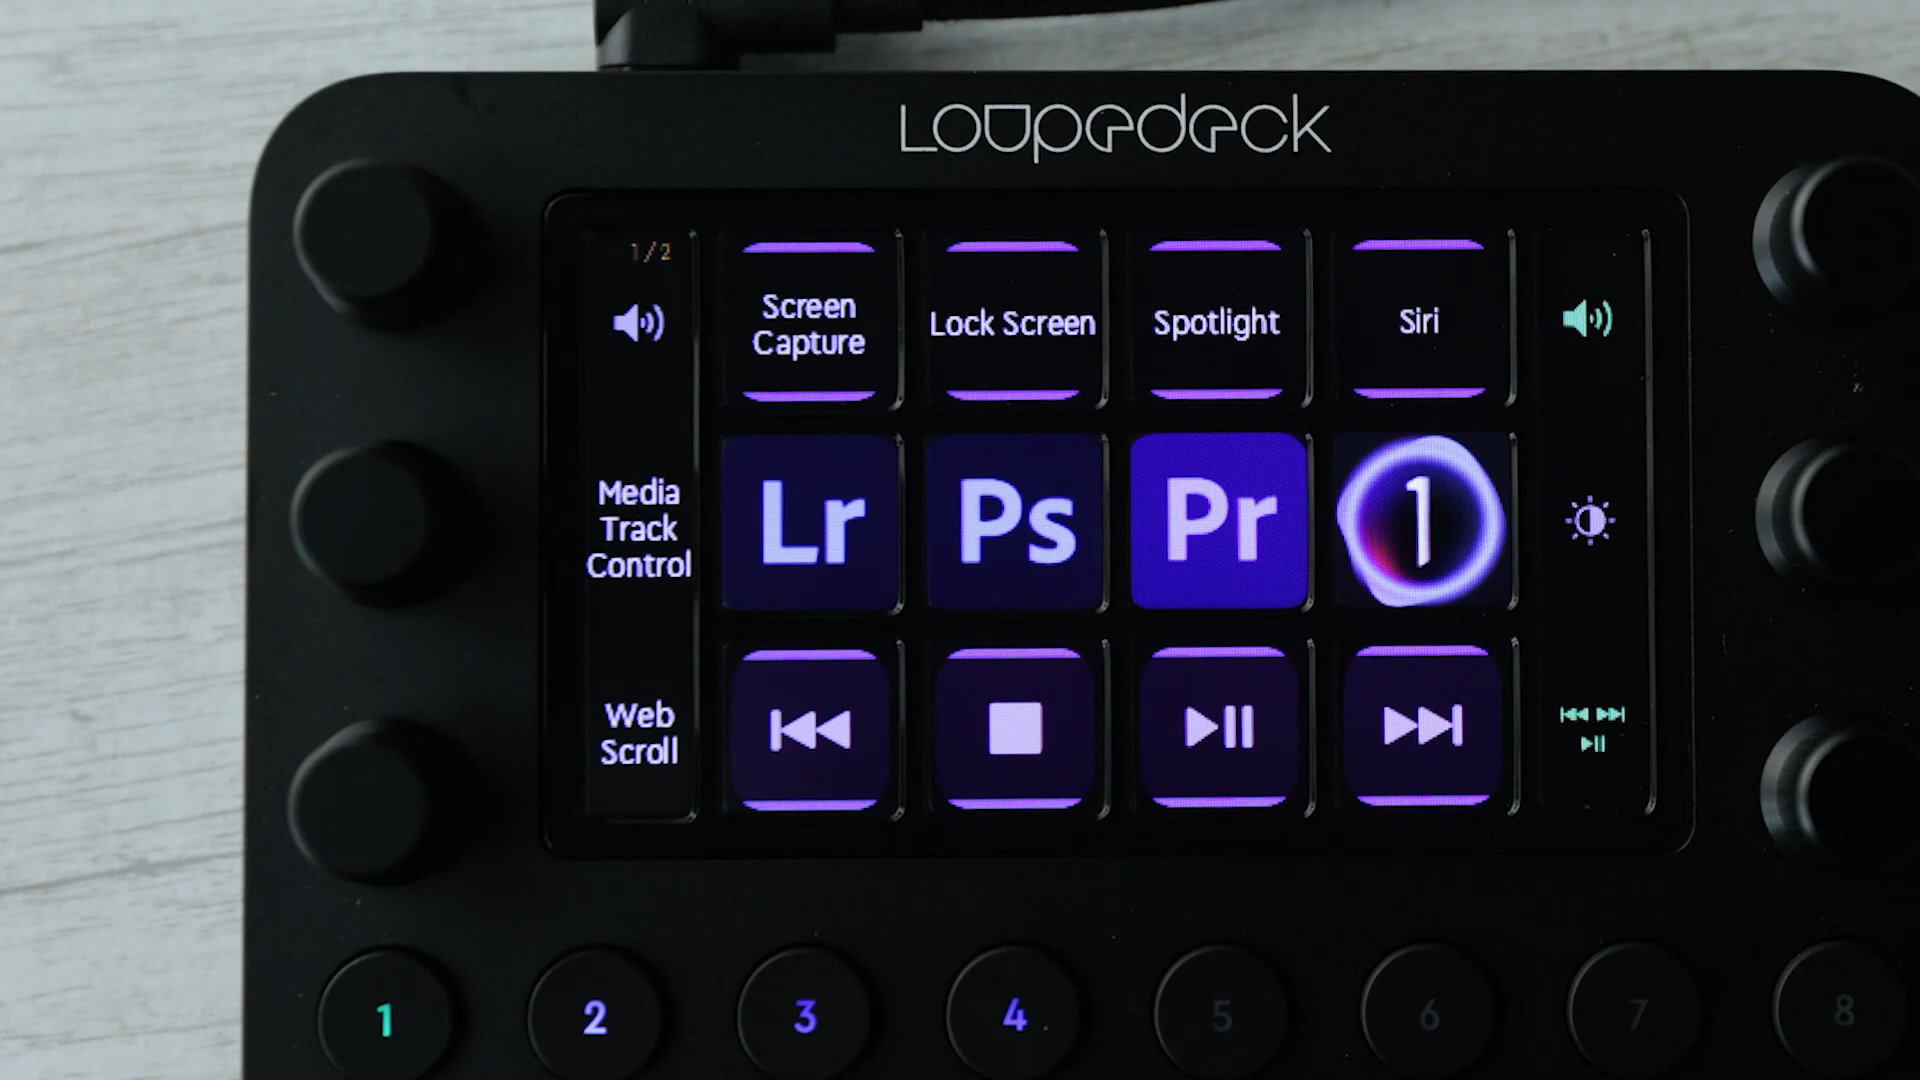 Loupedeck
1/2
Screen
Capture
Lock Screen
Spotlight
Siri
Media
Track
Control
Lr
Ps
Pr
1
Web
Scroll
1
2
3
4
5
6
7
8